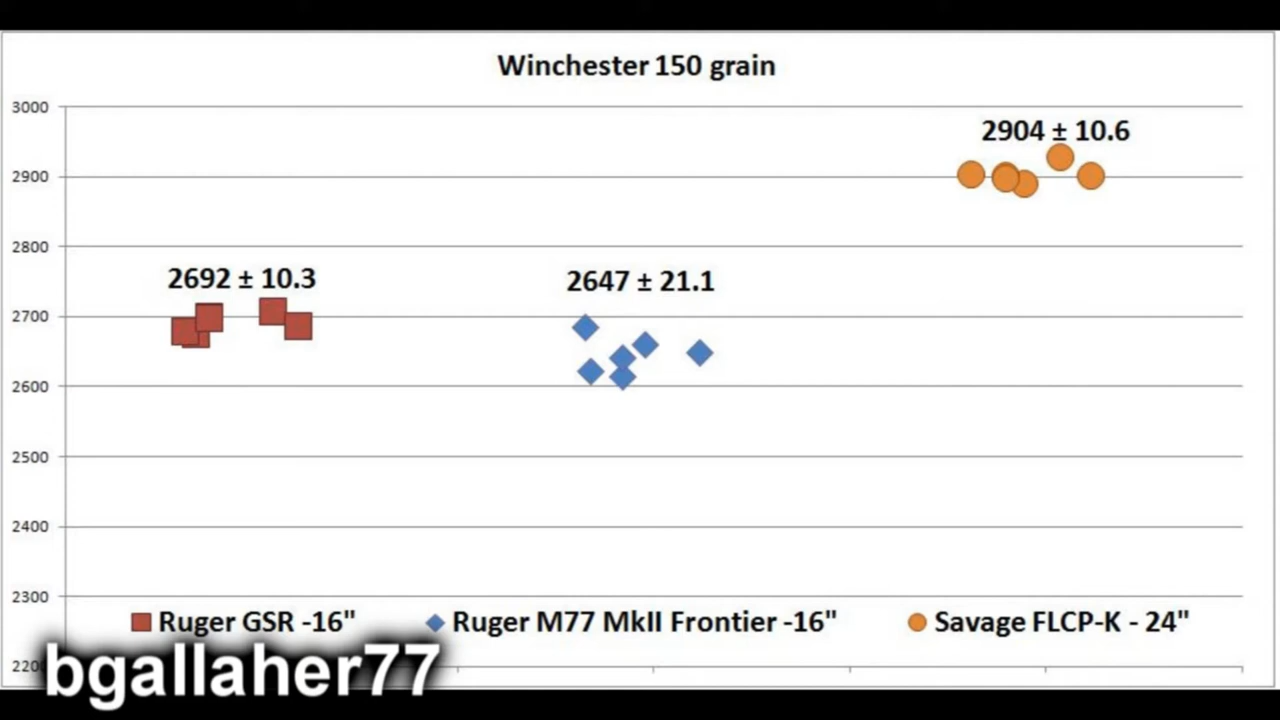 Winchester 150 grain
3000
2904 ± 10.6
2900
2800
2692 ± 10.3
2647 ± 21.1
2700
2600
2500
2400
2300
Ruger GSR -16" Ruger M77 MkII Frontier -16" Savage FLCP-K - 24"
2200
bgallaher77